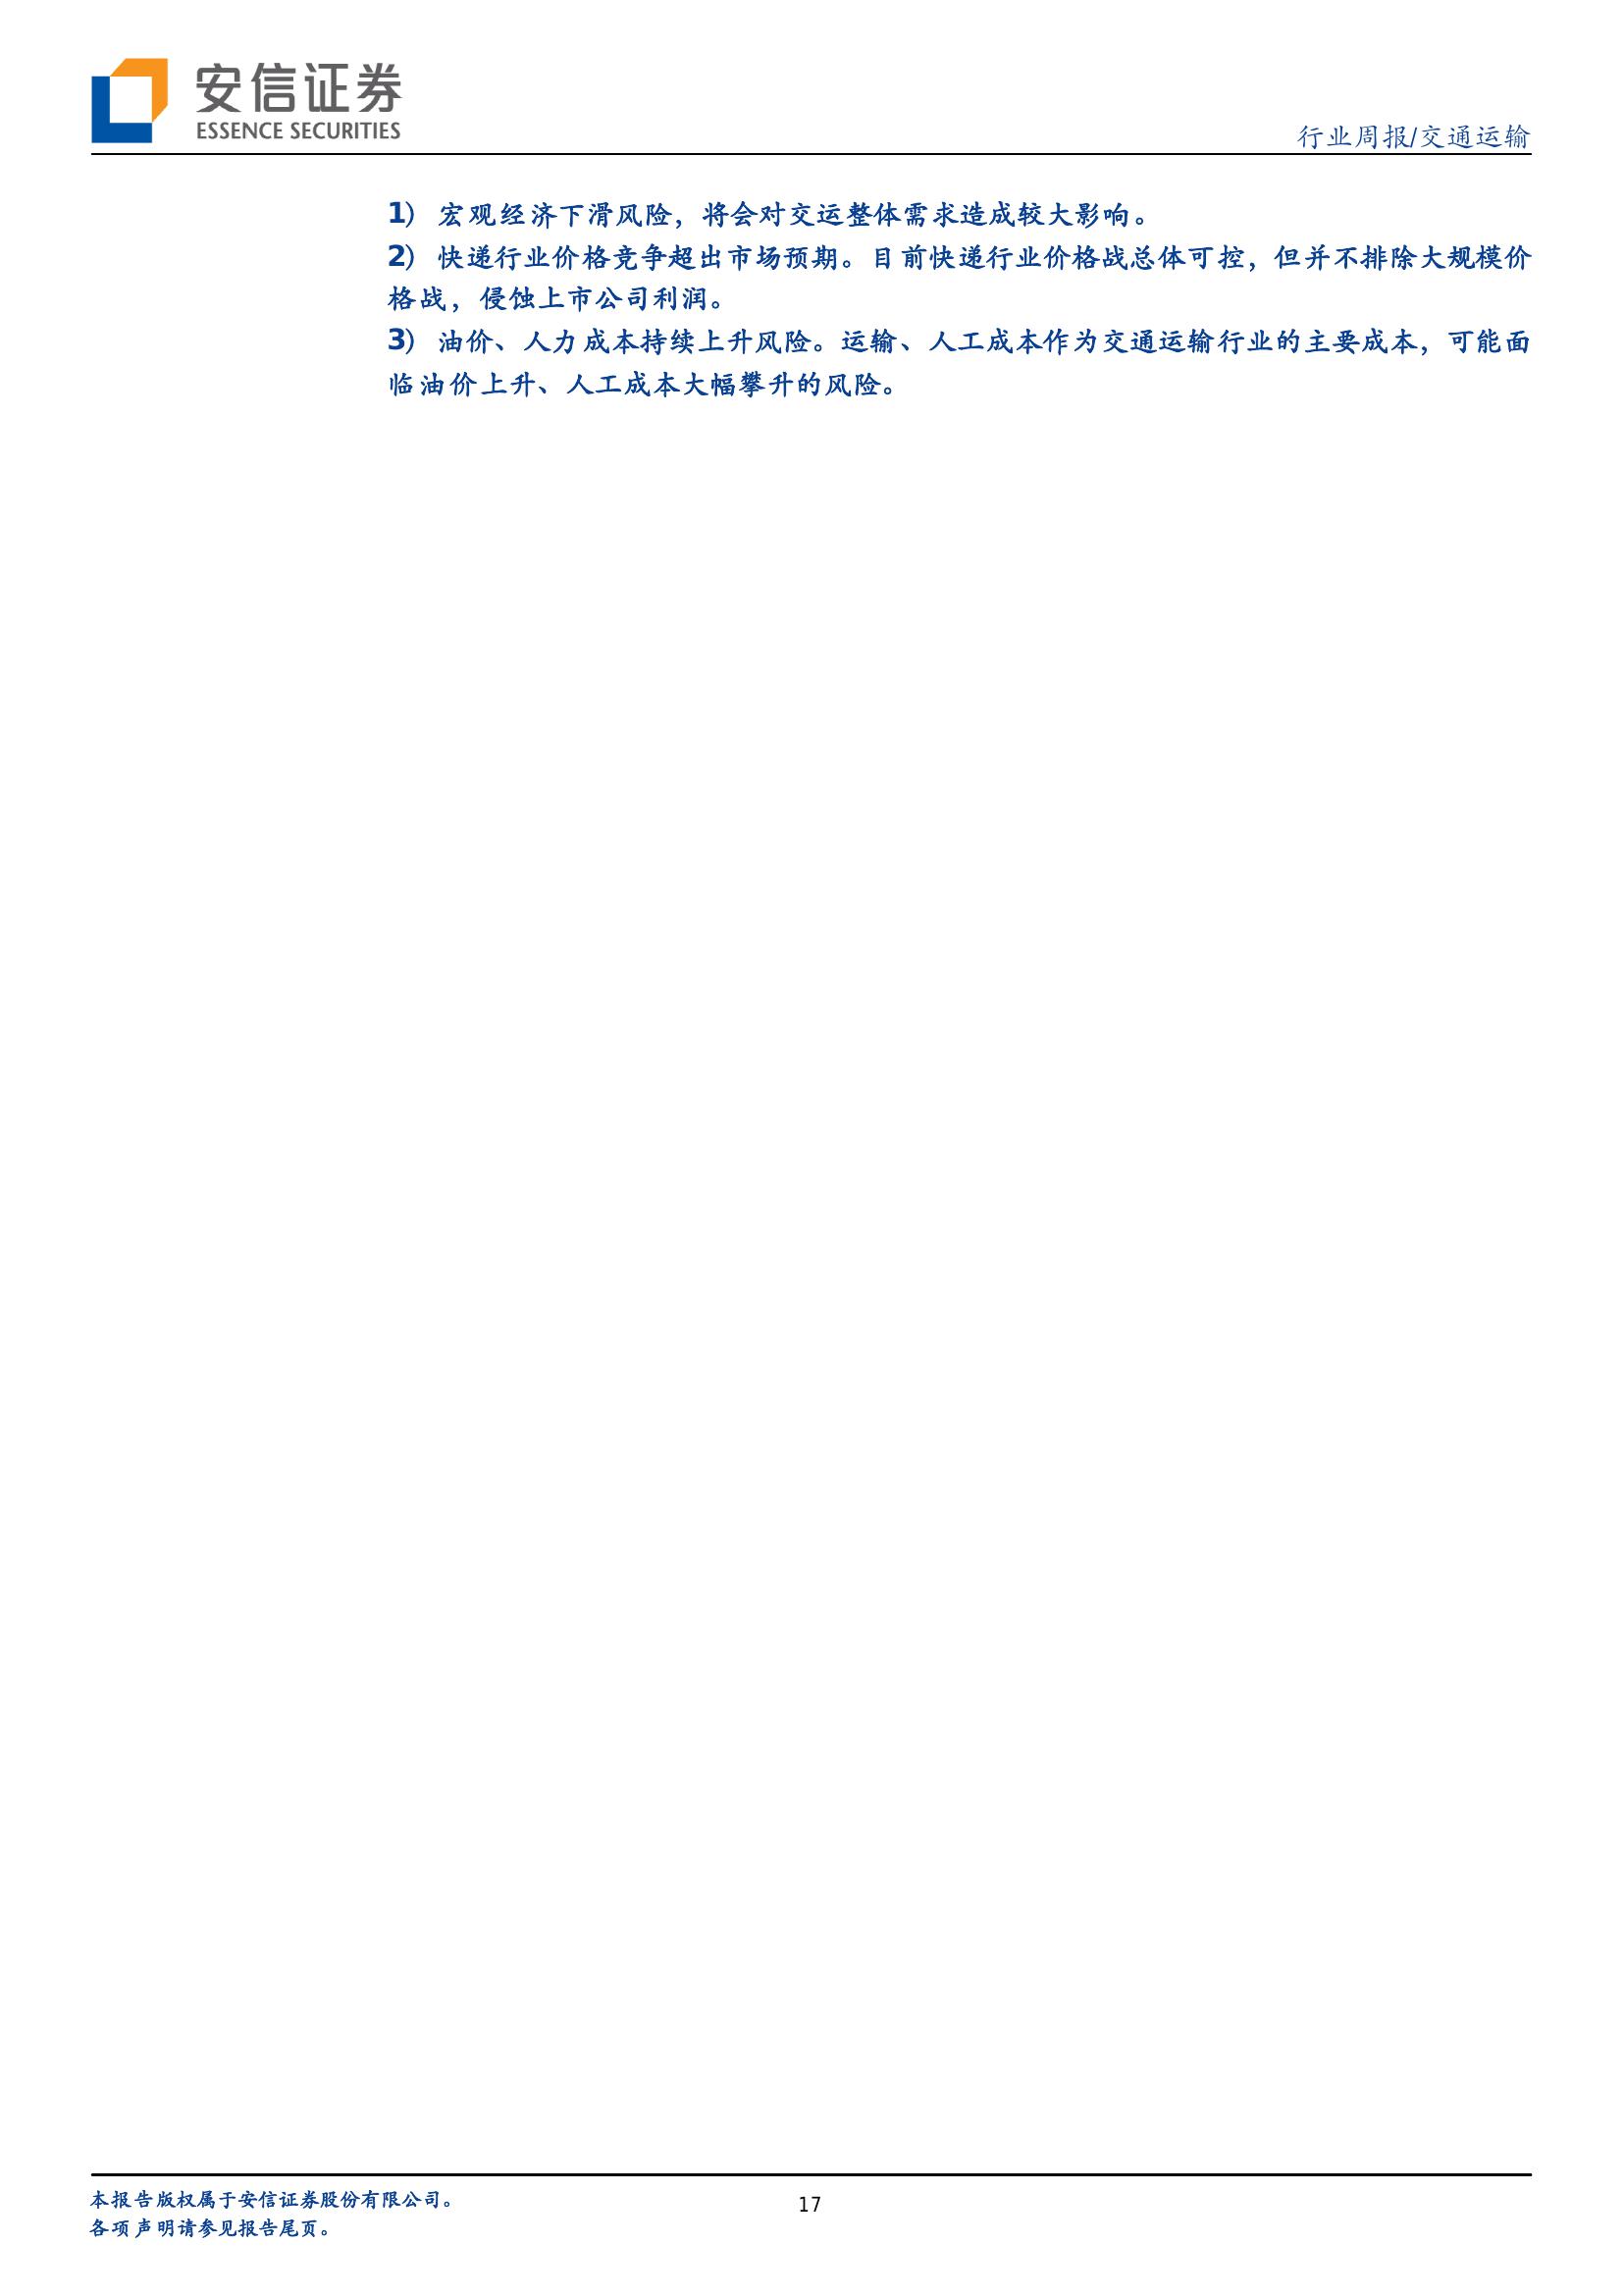 安信证券
ESSENCE SECURITIES
行业周报/交通运输
1) 宏观经济下滑风险，将会对交运整体需求造成较大影响。
2) 快递行业价格竞争超出市场预期。目前快递行业价格战总体可控，但并不排除大规模价
格战，侵蚀上市公司利润。
3) 油价、人力成本持续上升风险。运输、人工成本作为交通运输行业的主要成本，可能面
临油价上升、人工成本大幅攀升的风险。
本报告版权属于安信证券股份有限公司。
各项声明请参见报告尾页。
17